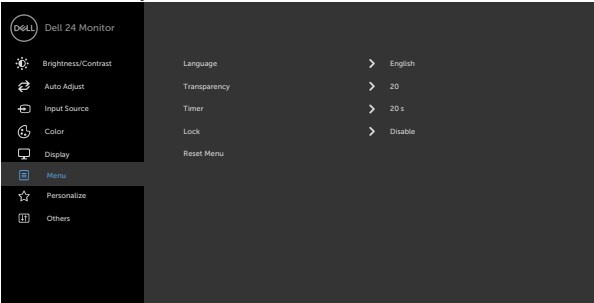 DELL Dell 24 Monitor
Brightness/Contrast Language English
Auto Adjust Transparency 20
Input Source Timer 20 s
Color Lock Disable
Display Reset Menu
Menu
Personalize
Others